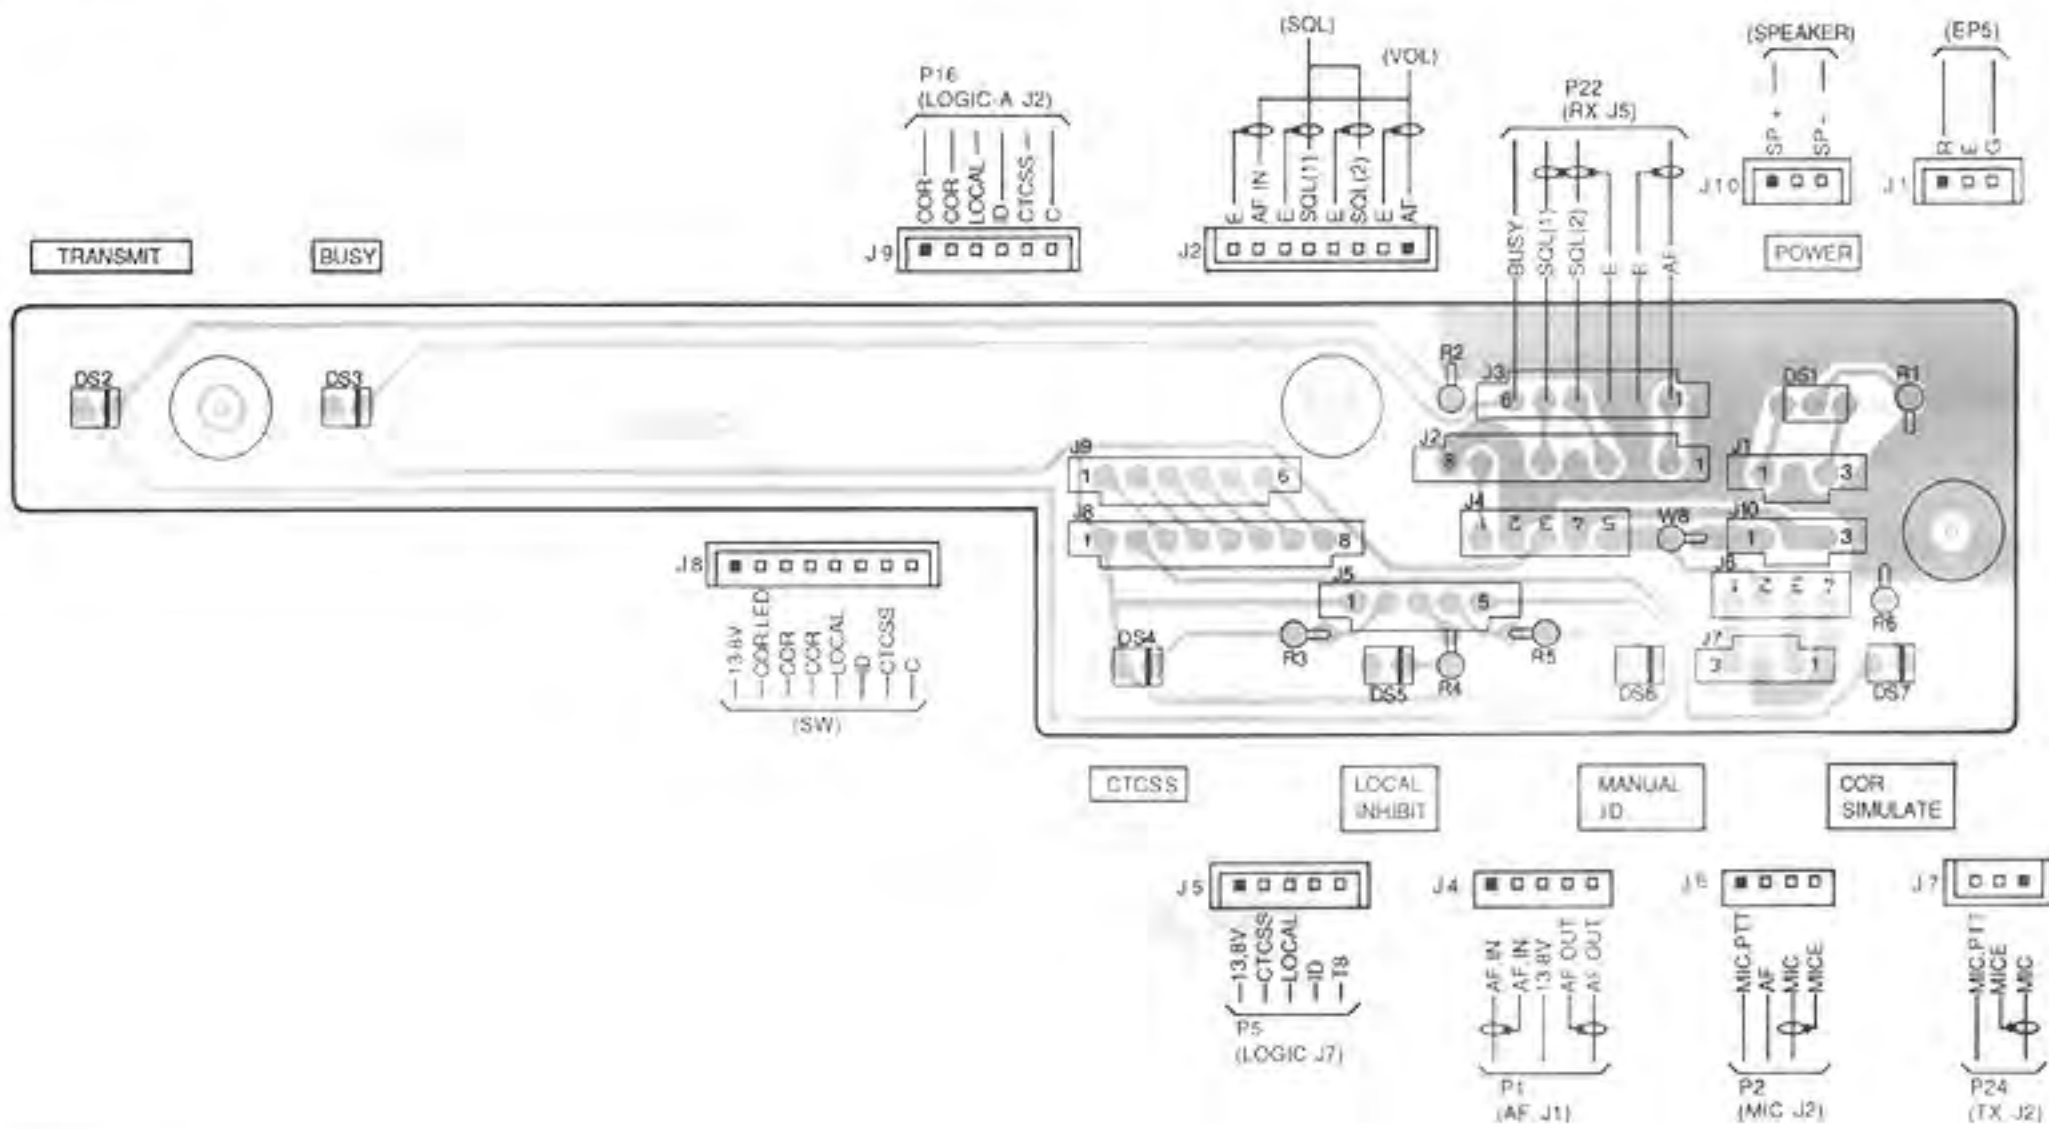 (SQL)
(VOL)
(SPEAKER)
(EP5)
P16
(LOGIC-A J2)
P22
(RX J5)
SP +
SP-
R
E
G
COR
COR
LOCAL
ID
CTCSS
C
E
AF IN
E
SQL(1)
E
SQL(2)
E
AF
BUSY
SQL(1)
SQL(2)
E
E
AF
J10
J1
J9
J2
TRANSMIT
BUSY
POWER
DS2
DS3
R2
J3
6
1
DS1
R1
J9
1
6
J2
8
1
J1
1
3
J8
1
8
J4
1
2
3
4
5
W8
J10
1
3
J8
J5
1
5
J6
1
2
3
4
R6
DS4
R3
DS5
R4
R5
DS6
J7
3
1
DS7
13.8V
COR LED
COR
COR
LOCAL
ID
CTCSS
C
(SW)
CTCSS
LOCAL
INHIBIT
MANUAL
ID
COR
SIMULATE
J5
J4
J6
J7
13.8V
CTCSS
LOCAL
ID
T8
AF.IN
AF.IN
13.8V
AF OUT
AF OUT
MIC.PTT
AF
MIC
MICE
MIC.PTT
MICE
MIC
P5
(LOGIC J7)
P1
(AF J1)
P2
(MIC J2)
P24
(TX J2)